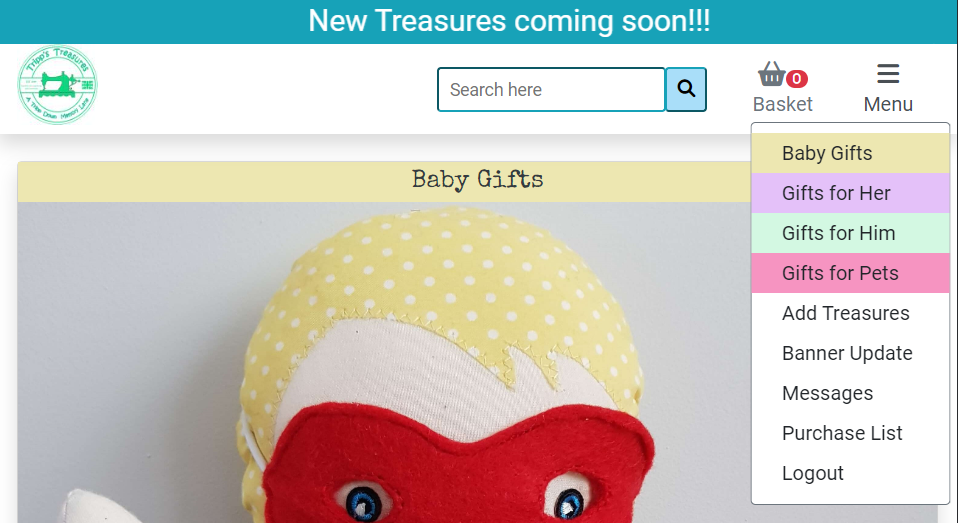 New Treasures coming soon!!!
Tripp's Treasures
A Tripp Down Memory Lane
Search here
0
Basket
Menu
Baby Gifts
Baby Gifts
Gifts for Her
Gifts for Him
Gifts for Pets
Add Treasures
Banner Update
Messages
Purchase List
Logout